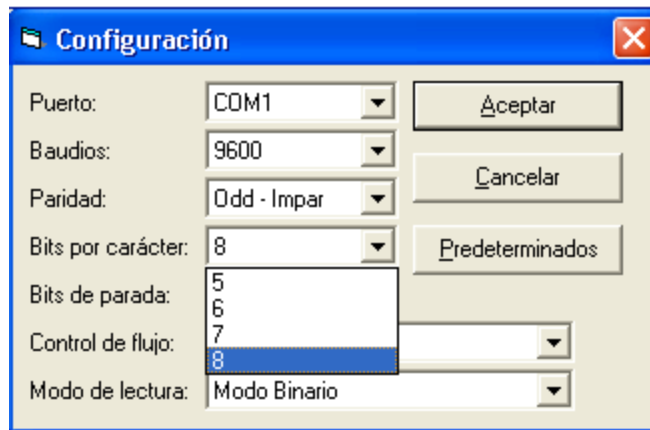 Configuración
Puerto: COM1 Aceptar
Baudios: 9600
Cancelar
Paridad: Odd - Impar
Bits por carácter: 8 Predeterminados
5
Bits de parada:
6
Control de flujo: 7
8
Modo de lectura: Modo Binario